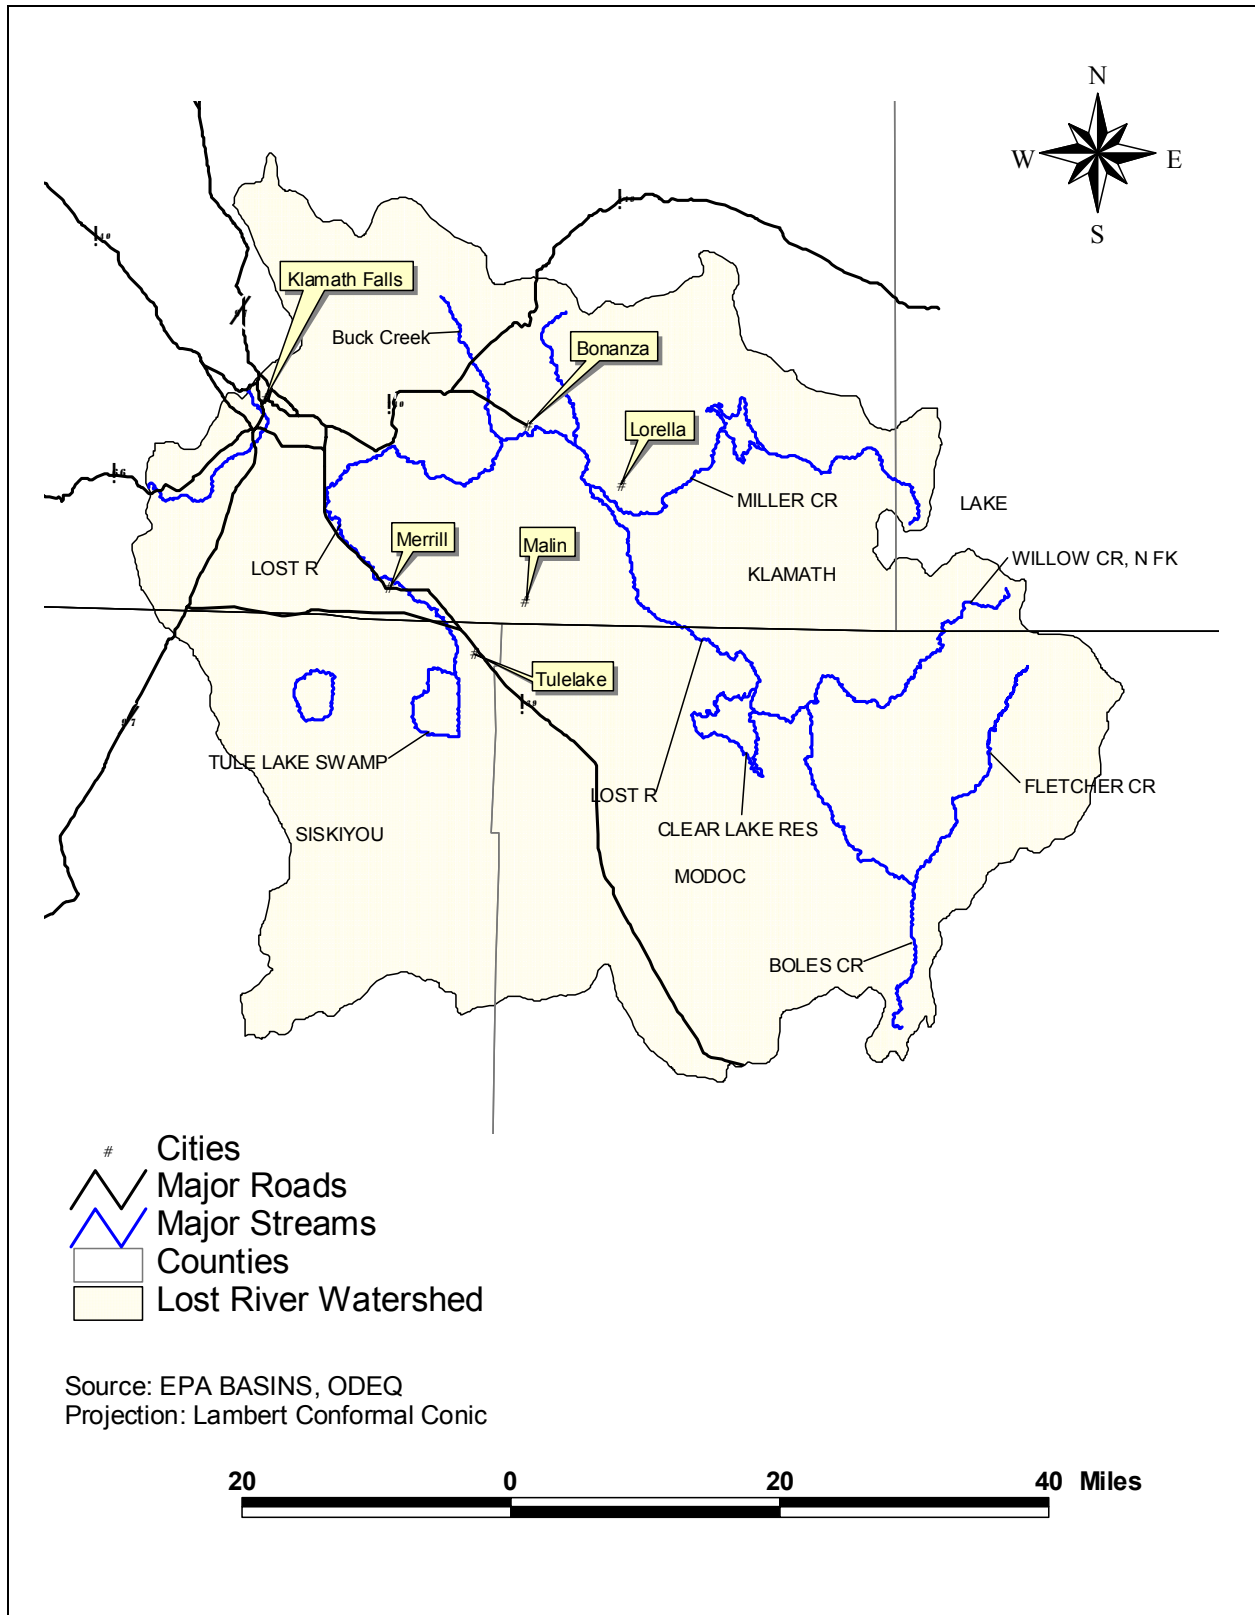 N
W E
S
Klamath Falls
Buck Creek
Bonanza
Lorella
MILLER CR
LAKE
Merrill
Malin
LOST R
KLAMATH
WILLOW CR, N FK
Tulelake
TULE LAKE SWAMP
LOST R
FLETCHER CR
CLEAR LAKE RES
SISKIYOU
MODOC
BOLES CR
# Cities
Major Roads
Major Streams
Counties
Lost River Watershed
Source: EPA BASINS, ODEQ
Projection: Lambert Conformal Conic
20 0 20 40 Miles